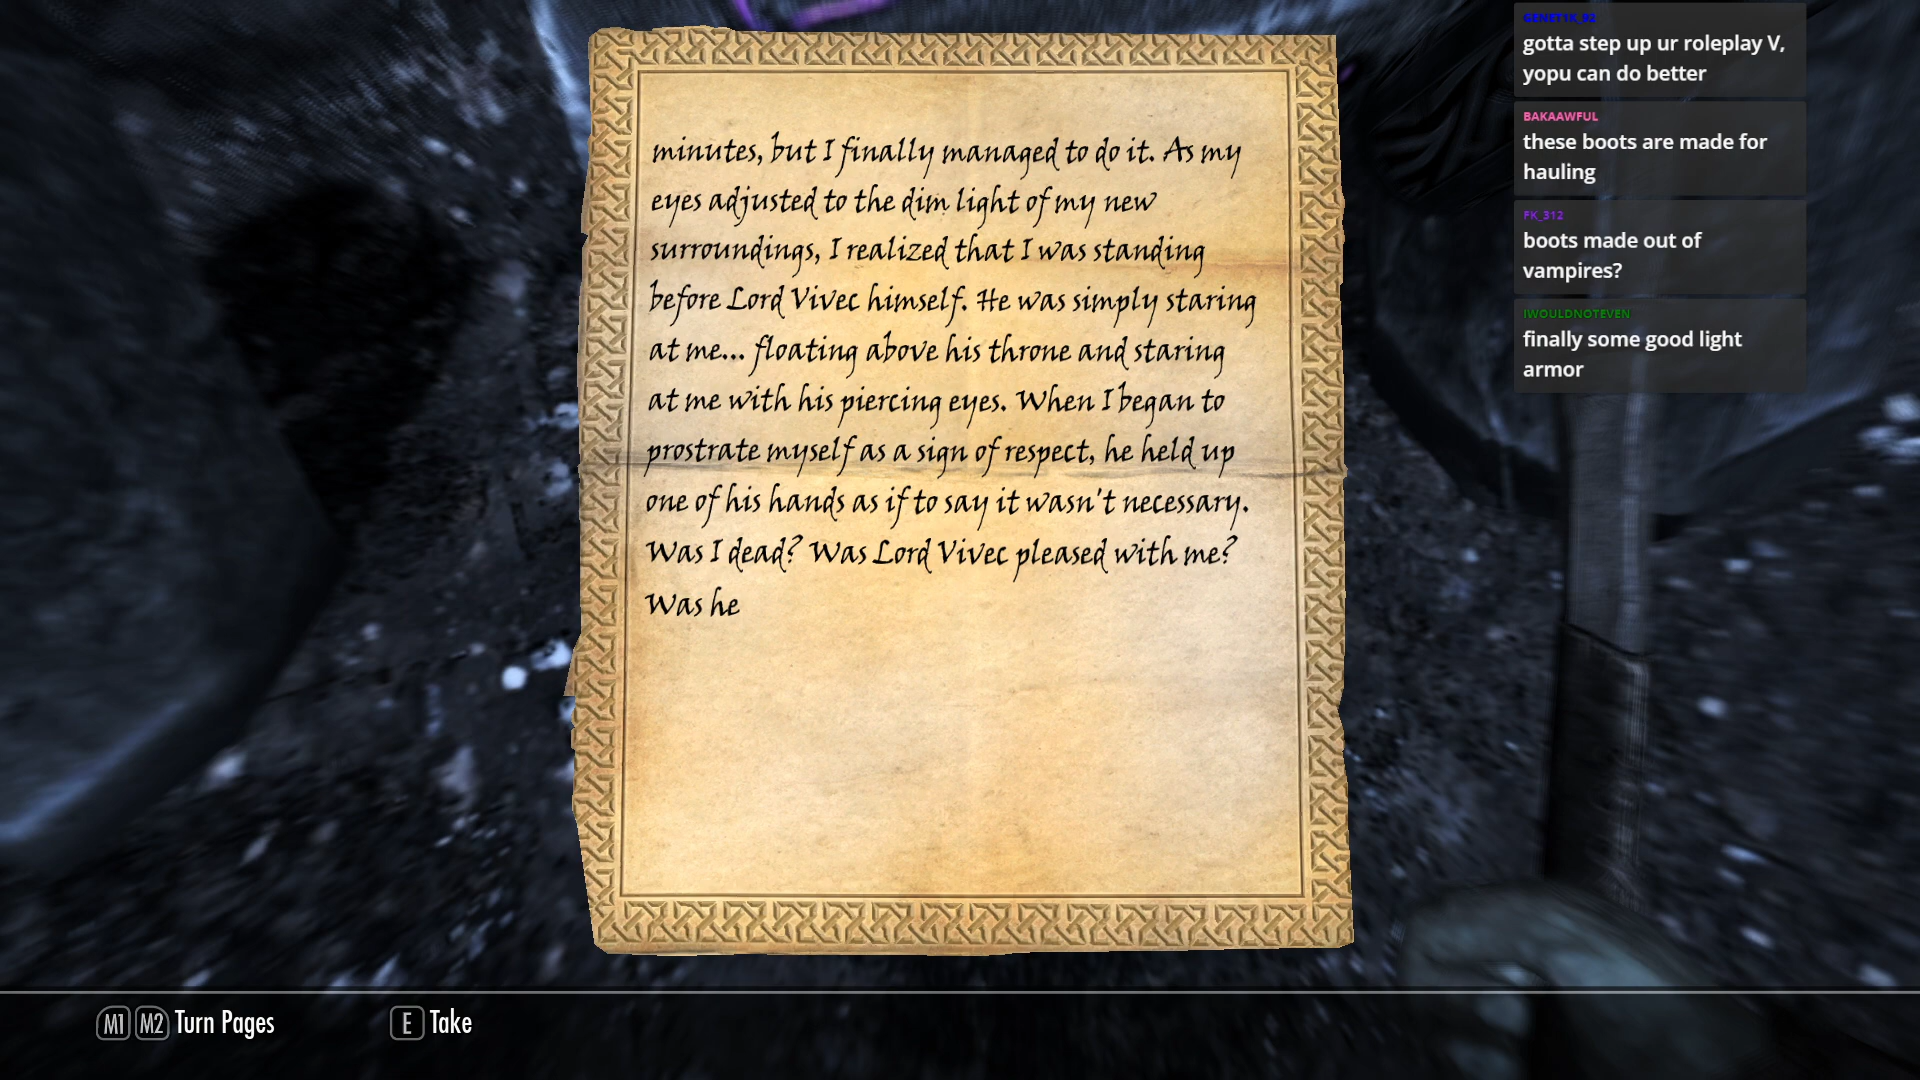 minutes, but I finally managed to do it. As my
eyes adjusted to the dim light of my new
surroundings, I realized that I was standing
before Lord Vivec himself. He was simply staring
at me... floating above his throne and staring
at me with his piercing eyes. When I began to
prostrate myself as a sign of respect, he held up
one of his hands as if to say it wasn't necessary.
Was I dead? Was Lord Vivec pleased with me?
Was he
GENET1K_92
gotta step up ur roleplay V,
yopu can do better
BAKAAWFUL
these boots are made for
hauling
FK_312
boots made out of
vampires?
IWOULDNOTEVEN
finally some good light
armor
M1 M2 Turn Pages
E Take